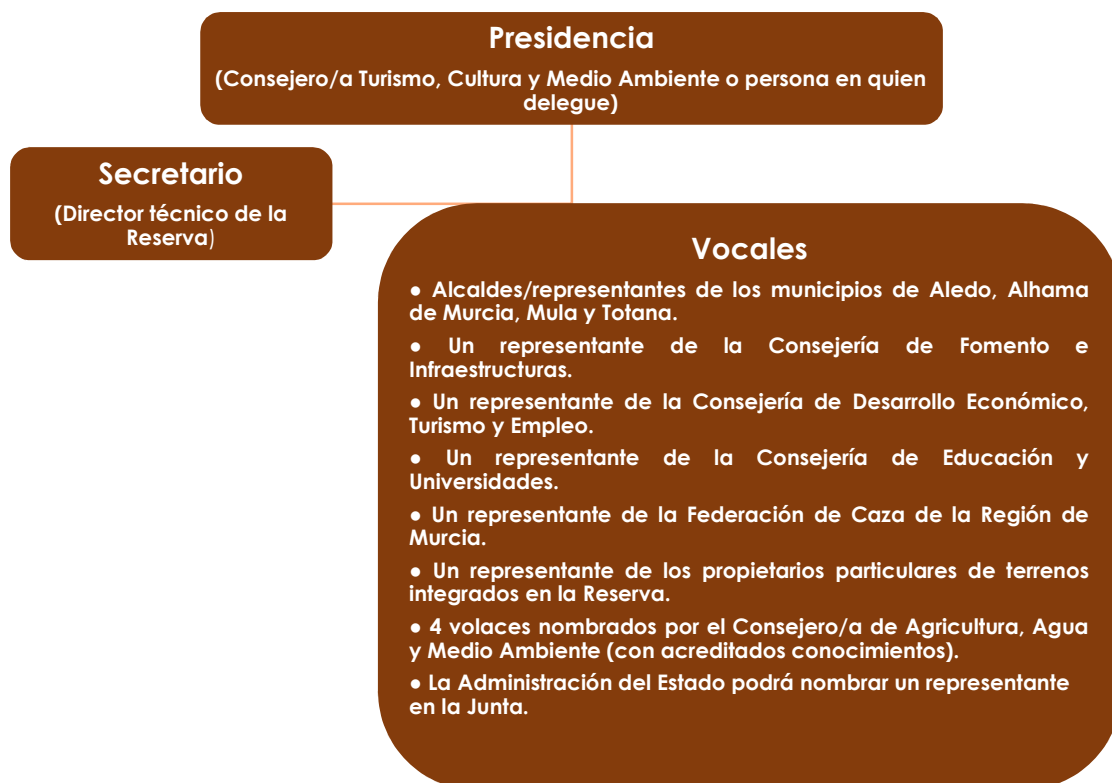 Presidencia
(Consejero/a Turismo, Cultura y Medio Ambiente o persona en quien
delegue)
Secretario
(Director técnico de la
Reserva)
Vocales
● Alcaldes/representantes de los municipios de Aledo, Alhama
de Murcia, Mula y Totana.
● Un representante de la Consejería de Fomento e
Infraestructuras.
● Un representante de la Consejería de Desarrollo Económico,
Turismo y Empleo.
● Un representante de la Consejería de Educación y
Universidades.
● Un representante de la Federación de Caza de la Región de
Murcia.
● Un representante de los propietarios particulares de terrenos
integrados en la Reserva.
● 4 volaces nombrados por el Consejero/a de Agricultura, Agua
y Medio Ambiente (con acreditados conocimientos).
● La Administración del Estado podrá nombrar un representante
en la Junta.